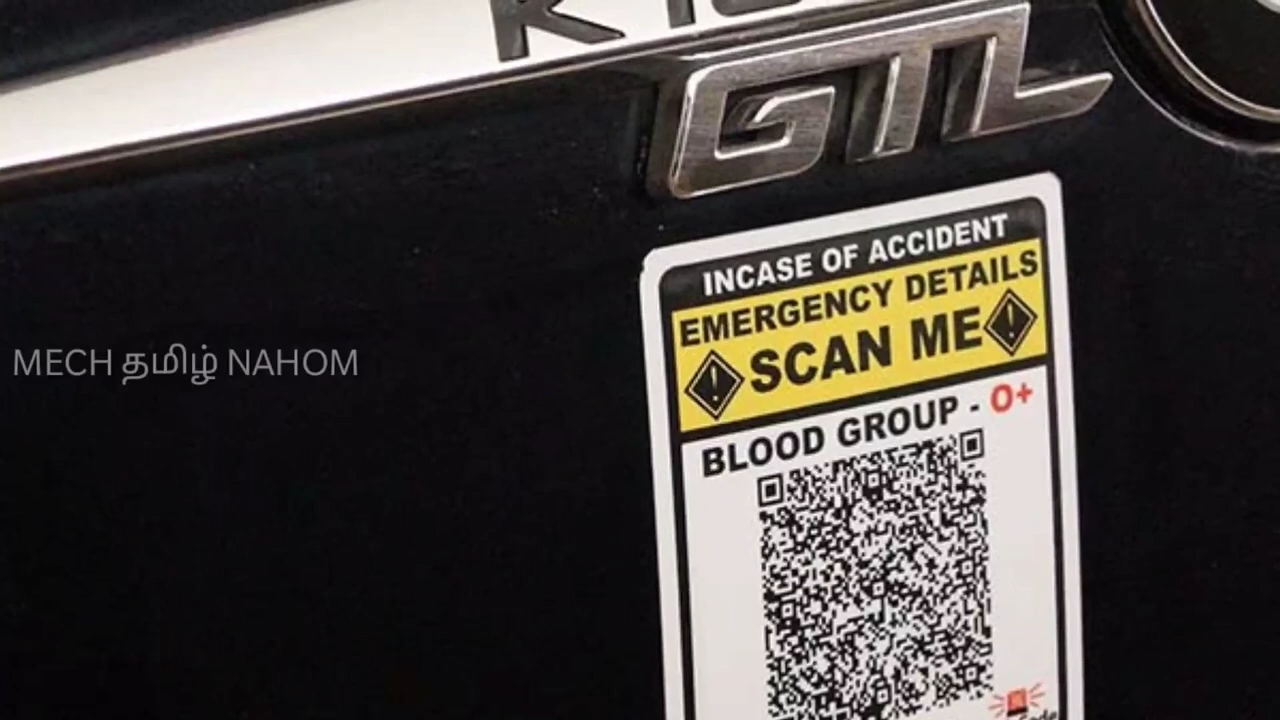 GTL
INCASE OF ACCIDENT
EMERGENCY DETAILS
SCAN ME
BLOOD GROUP - O+
MECH தமிழ் NAHOM